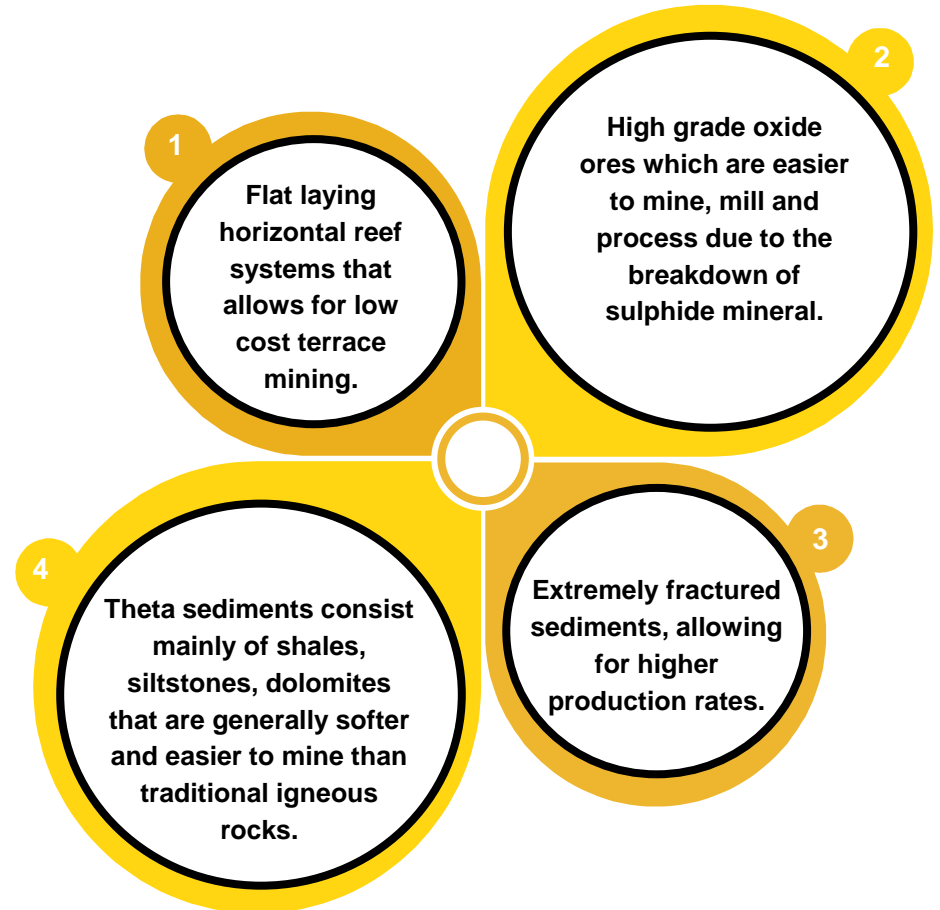 1
Flat laying
horizontal reef
systems that
allows for low
cost terrace
mining.
2
High grade oxide
ores which are easier
to mine, mill and
process due to the
breakdown of
sulphide mineral.
3
Extremely fractured
sediments, allowing
for higher
production rates.
4
Theta sediments consist
mainly of shales,
siltstones, dolomites
that are generally softer
and easier to mine than
traditional igneous
rocks.